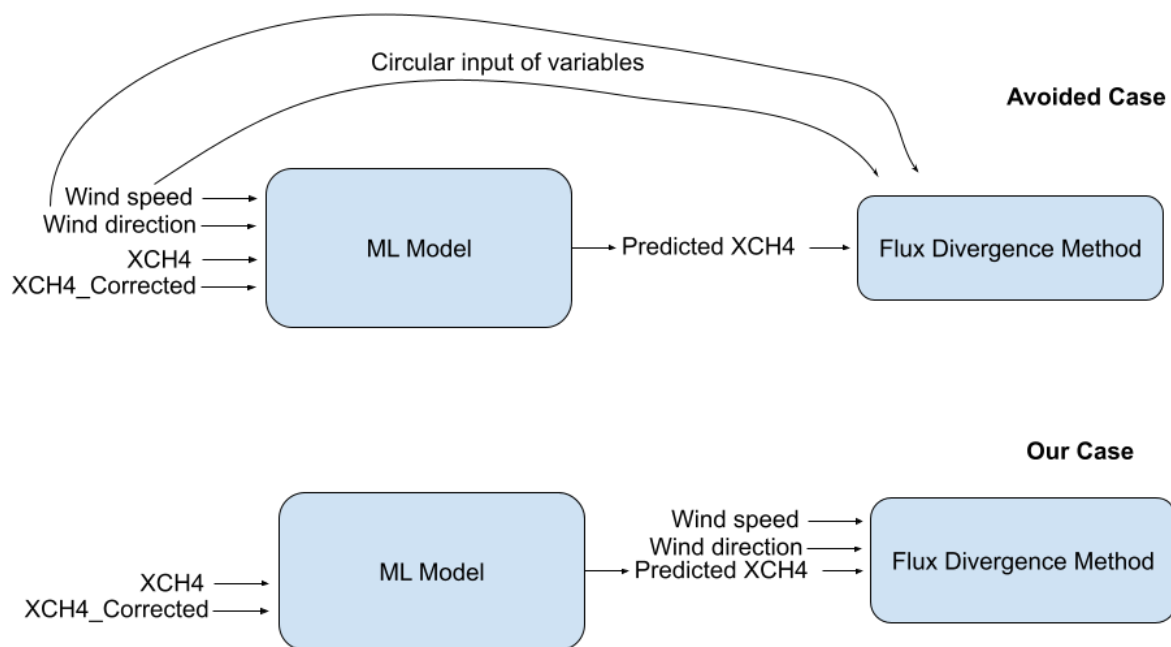 Circular input of variables
Avoided Case
Wind speed
Wind direction
XCH4
XCH4_Corrected
ML Model
Predicted XCH4
Flux Divergence Method
Our Case
XCH4
XCH4_Corrected
ML Model
Wind speed
Wind direction
Predicted XCH4
Flux Divergence Method